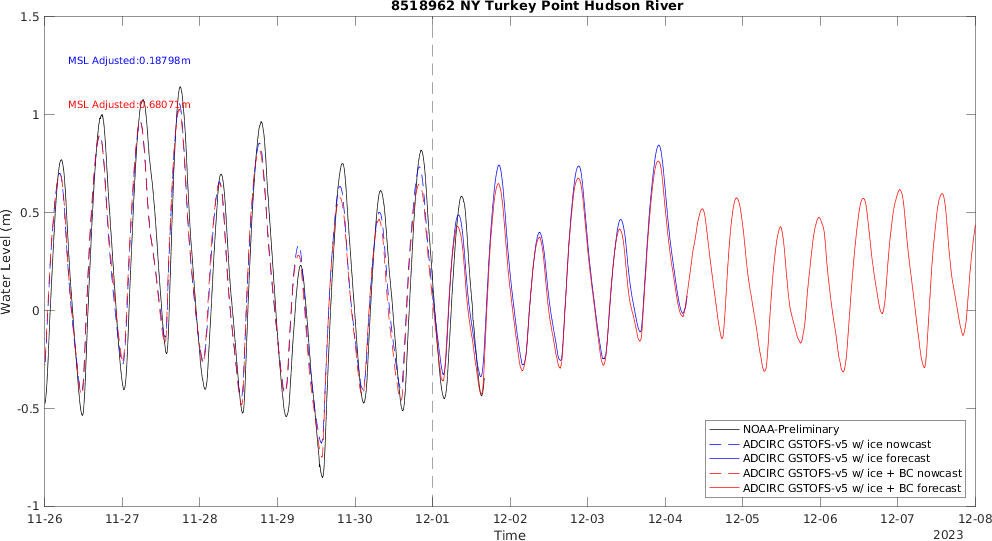 8518962 NY Turkey Point Hudson River
1.5
MSL Adjusted:0.18798m
MSL Adjusted:0.68071m
1
0.5
Water Level (m)
0
-0.5
-1
NOAA-Preliminary
ADCIRC GSTOFS-v5 w/ ice nowcast
ADCIRC GSTOFS-v5 w/ ice forecast
ADCIRC GSTOFS-v5 w/ ice + BC nowcast
ADCIRC GSTOFS-v5 w/ ice + BC forecast
11-26 11-27 11-28 11-29 11-30 12-01 12-02 12-03 12-04 12-05 12-06 12-07 12-08
Time
2023